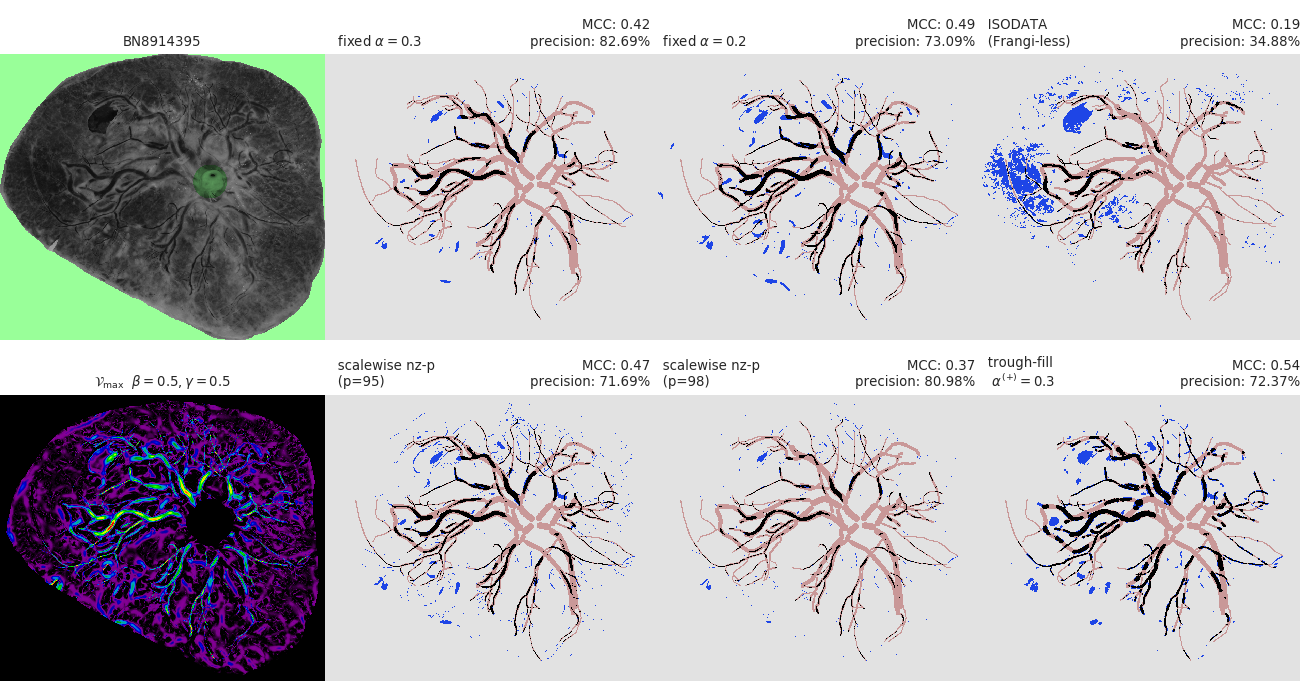 BN8914395
fixed α = 0.3
MCC: 0.42
precision: 82.69%
fixed α = 0.2
MCC: 0.49
precision: 73.09%
ISODATA
(Frangi-less)
MCC: 0.19
precision: 34.88%
𝒱max β = 0.5, γ = 0.5
scalewise nz-p
(p=95)
MCC: 0.47
precision: 71.69%
scalewise nz-p
(p=98)
MCC: 0.37
precision: 80.98%
trough-fill
α(+) = 0.3
MCC: 0.54
precision: 72.37%